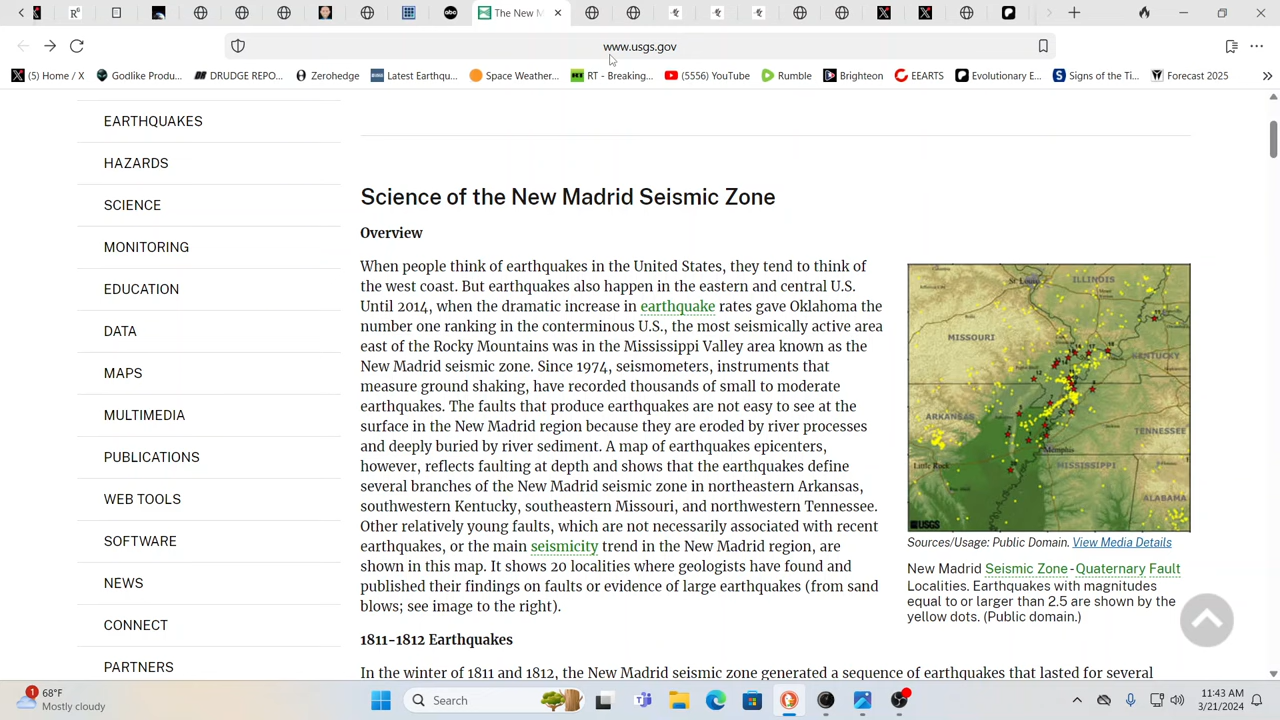 The New M
www.usgs.gov
(5) Home / X
Godlike Produ...
DRUDGE REPO...
Zerohedge
Latest Earthqu...
Space Weather...
RT - Breaking...
(5556) YouTube
Rumble
Brighteon
EEARTS
Evolutionary E...
Signs of the Ti...
Forecast 2025
EARTHQUAKES
HAZARDS
SCIENCE
MONITORING
EDUCATION
DATA
MAPS
MULTIMEDIA
PUBLICATIONS
WEB TOOLS
SOFTWARE
NEWS
CONNECT
PARTNERS
Science of the New Madrid Seismic Zone
Overview
When people think of earthquakes in the United States, they tend to think of
the west coast. But earthquakes also happen in the eastern and central U.S.
Until 2014, when the dramatic increase in earthquake rates gave Oklahoma the
number one ranking in the conterminous U.S., the most seismically active area
east of the Rocky Mountains was in the Mississippi Valley area known as the
New Madrid seismic zone. Since 1974, seismometers, instruments that
measure ground shaking, have recorded thousands of small to moderate
earthquakes. The faults that produce earthquakes are not easy to see at the
surface in the New Madrid region because they are eroded by river processes
and deeply buried by river sediment. A map of earthquakes epicenters,
however, reflects faulting at depth and shows that the earthquakes define
several branches of the New Madrid seismic zone in northeastern Arkansas,
southwestern Kentucky, southeastern Missouri, and northwestern Tennessee.
Other relatively young faults, which are not necessarily associated with recent
earthquakes, or the main seismicity trend in the New Madrid region, are
shown in this map. It shows 20 localities where geologists have found and
published their findings on faults or evidence of large earthquakes (from sand
blows; see image to the right).
1811-1812 Earthquakes
In the winter of 1811 and 1812, the New Madrid seismic zone generated a sequence of earthquakes that lasted for several
ILLINOIS
St Louis
MISSOURI
KENTUCKY
ARKANSAS
TENNESSEE
Memphis
Little Rock
MISSISSIPPI
ALABAMA
USGS
Sources/Usage: Public Domain. View Media Details
New Madrid Seismic Zone - Quaternary Fault
Localities. Earthquakes with magnitudes
equal to or larger than 2.5 are shown by the
yellow dots. (Public domain.)
1
68°F
Mostly cloudy
Search
11:43 AM
3/21/2024